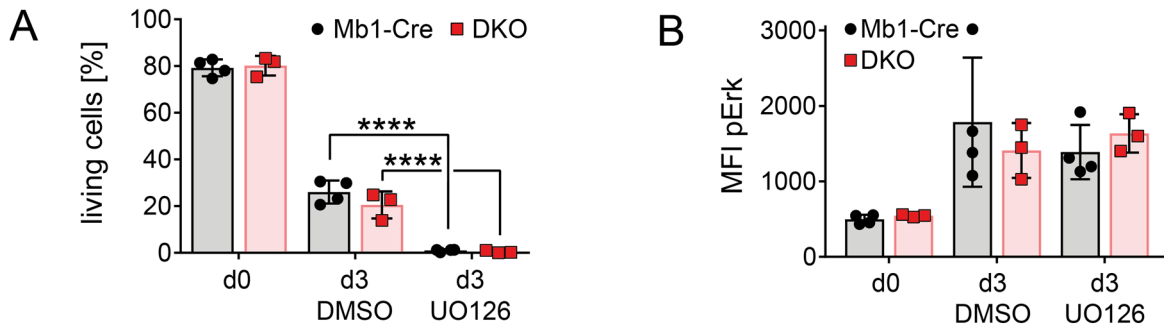 A
living cells [%]
100
80
60
40
20
0
Mb1-Cre
DKO
****
****
d0
d3
DMSO
d3
UO126
B
MFI pErk
3000
2000
1000
0
Mb1-Cre
DKO
d0
d3
DMSO
d3
UO126